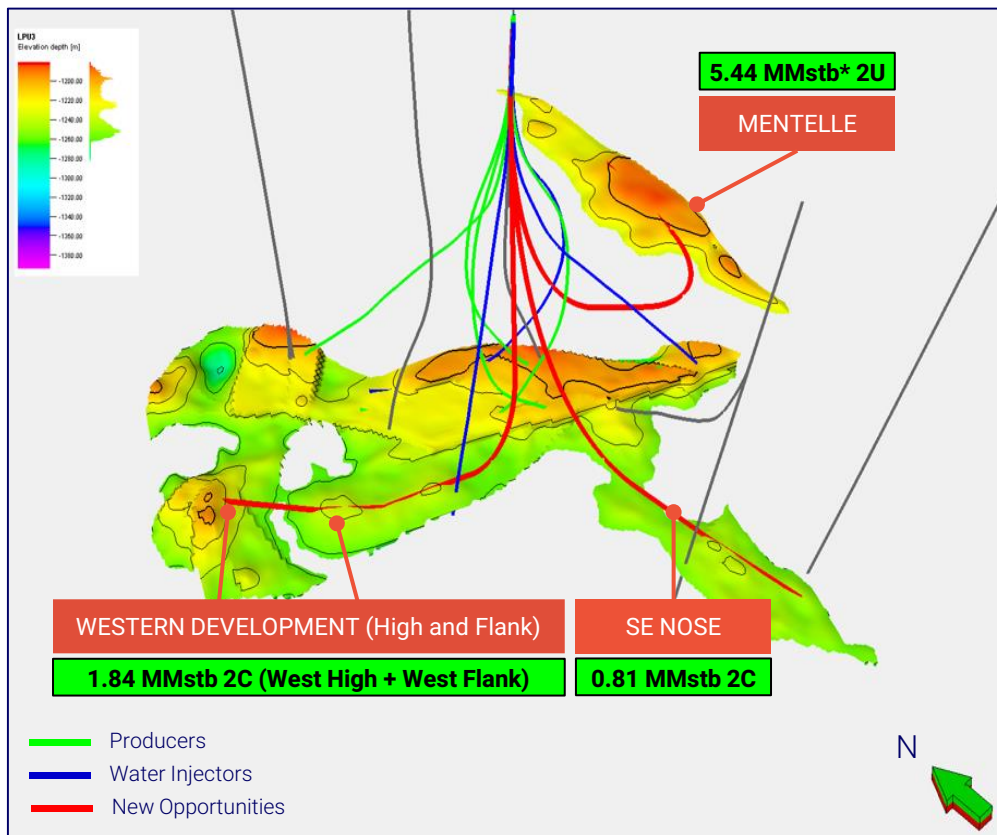 LPU3
Elevation depth [m]
-1200.00
-1220.00
-1240.00
-1260.00
-1280.00
-1300.00
-1320.00
-1340.00
-1360.00
-1380.00
5.44 MMstb* 2U
MENTELLE
WESTERN DEVELOPMENT (High and Flank)
1.84 MMstb 2C (West High + West Flank)
SE NOSE
0.81 MMstb 2C
Producers
Water Injectors
New Opportunities
N